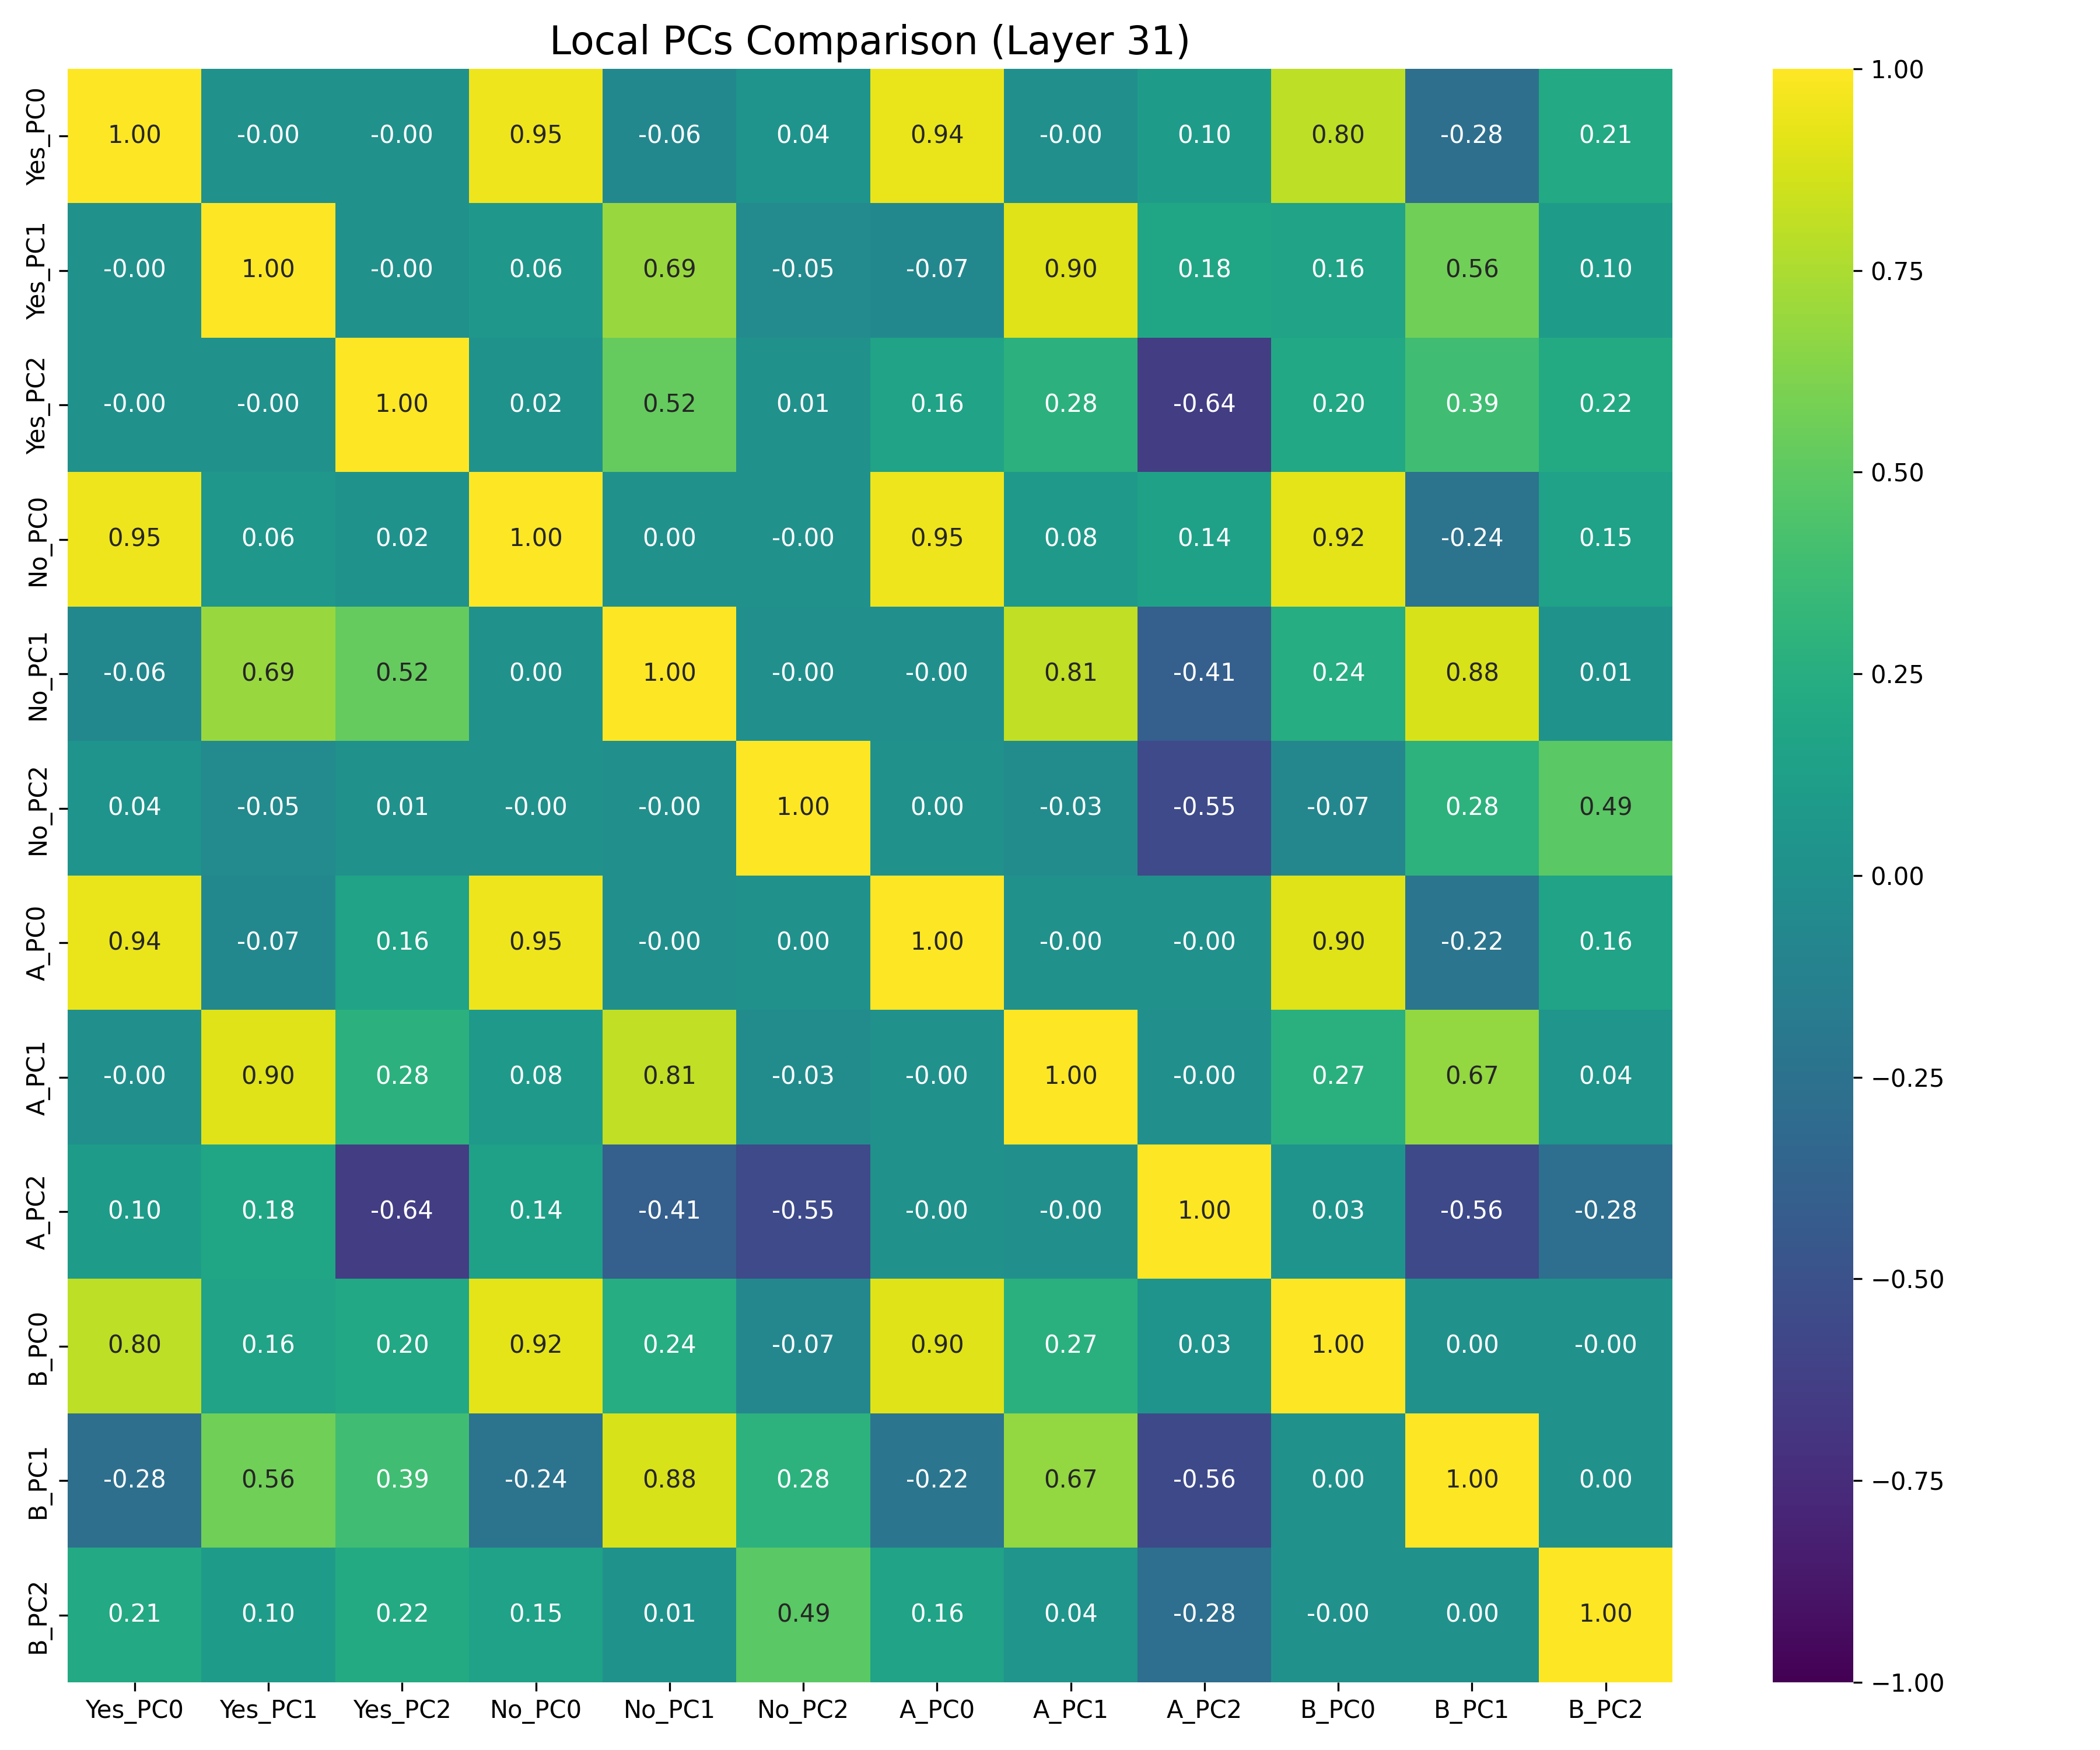 Local PCs Comparison (Layer 31)
Yes_PC0 1.00 -0.00 -0.00 0.95 -0.06 0.04 0.94 -0.00 0.10 0.80 -0.28 0.21
Yes_PC1 -0.00 1.00 -0.00 0.06 0.69 -0.05 -0.07 0.90 0.18 0.16 0.56 0.10
Yes_PC2 -0.00 -0.00 1.00 0.02 0.52 0.01 0.16 0.28 -0.64 0.20 0.39 0.22
No_PC0 0.95 0.06 0.02 1.00 0.00 -0.00 0.95 0.08 0.14 0.92 -0.24 0.15
No_PC1 -0.06 0.69 0.52 0.00 1.00 -0.00 -0.00 0.81 -0.41 0.24 0.88 0.01
No_PC2 0.04 -0.05 0.01 -0.00 -0.00 1.00 0.00 -0.03 -0.55 -0.07 0.28 0.49
A_PC0 0.94 -0.07 0.16 0.95 -0.00 0.00 1.00 -0.00 -0.00 0.90 -0.22 0.16
A_PC1 -0.00 0.90 0.28 0.08 0.81 -0.03 -0.00 1.00 -0.00 0.27 0.67 0.04
A_PC2 0.10 0.18 -0.64 0.14 -0.41 -0.55 -0.00 -0.00 1.00 0.03 -0.56 -0.28
B_PC0 0.80 0.16 0.20 0.92 0.24 -0.07 0.90 0.27 0.03 1.00 0.00 -0.00
B_PC1 -0.28 0.56 0.39 -0.24 0.88 0.28 -0.22 0.67 -0.56 0.00 1.00 0.00
B_PC2 0.21 0.10 0.22 0.15 0.01 0.49 0.16 0.04 -0.28 -0.00 0.00 1.00
Yes_PC0 Yes_PC1 Yes_PC2 No_PC0 No_PC1 No_PC2 A_PC0 A_PC1 A_PC2 B_PC0 B_PC1 B_PC2
1.00
0.75
0.50
0.25
0.00
−0.25
−0.50
−0.75
−1.00